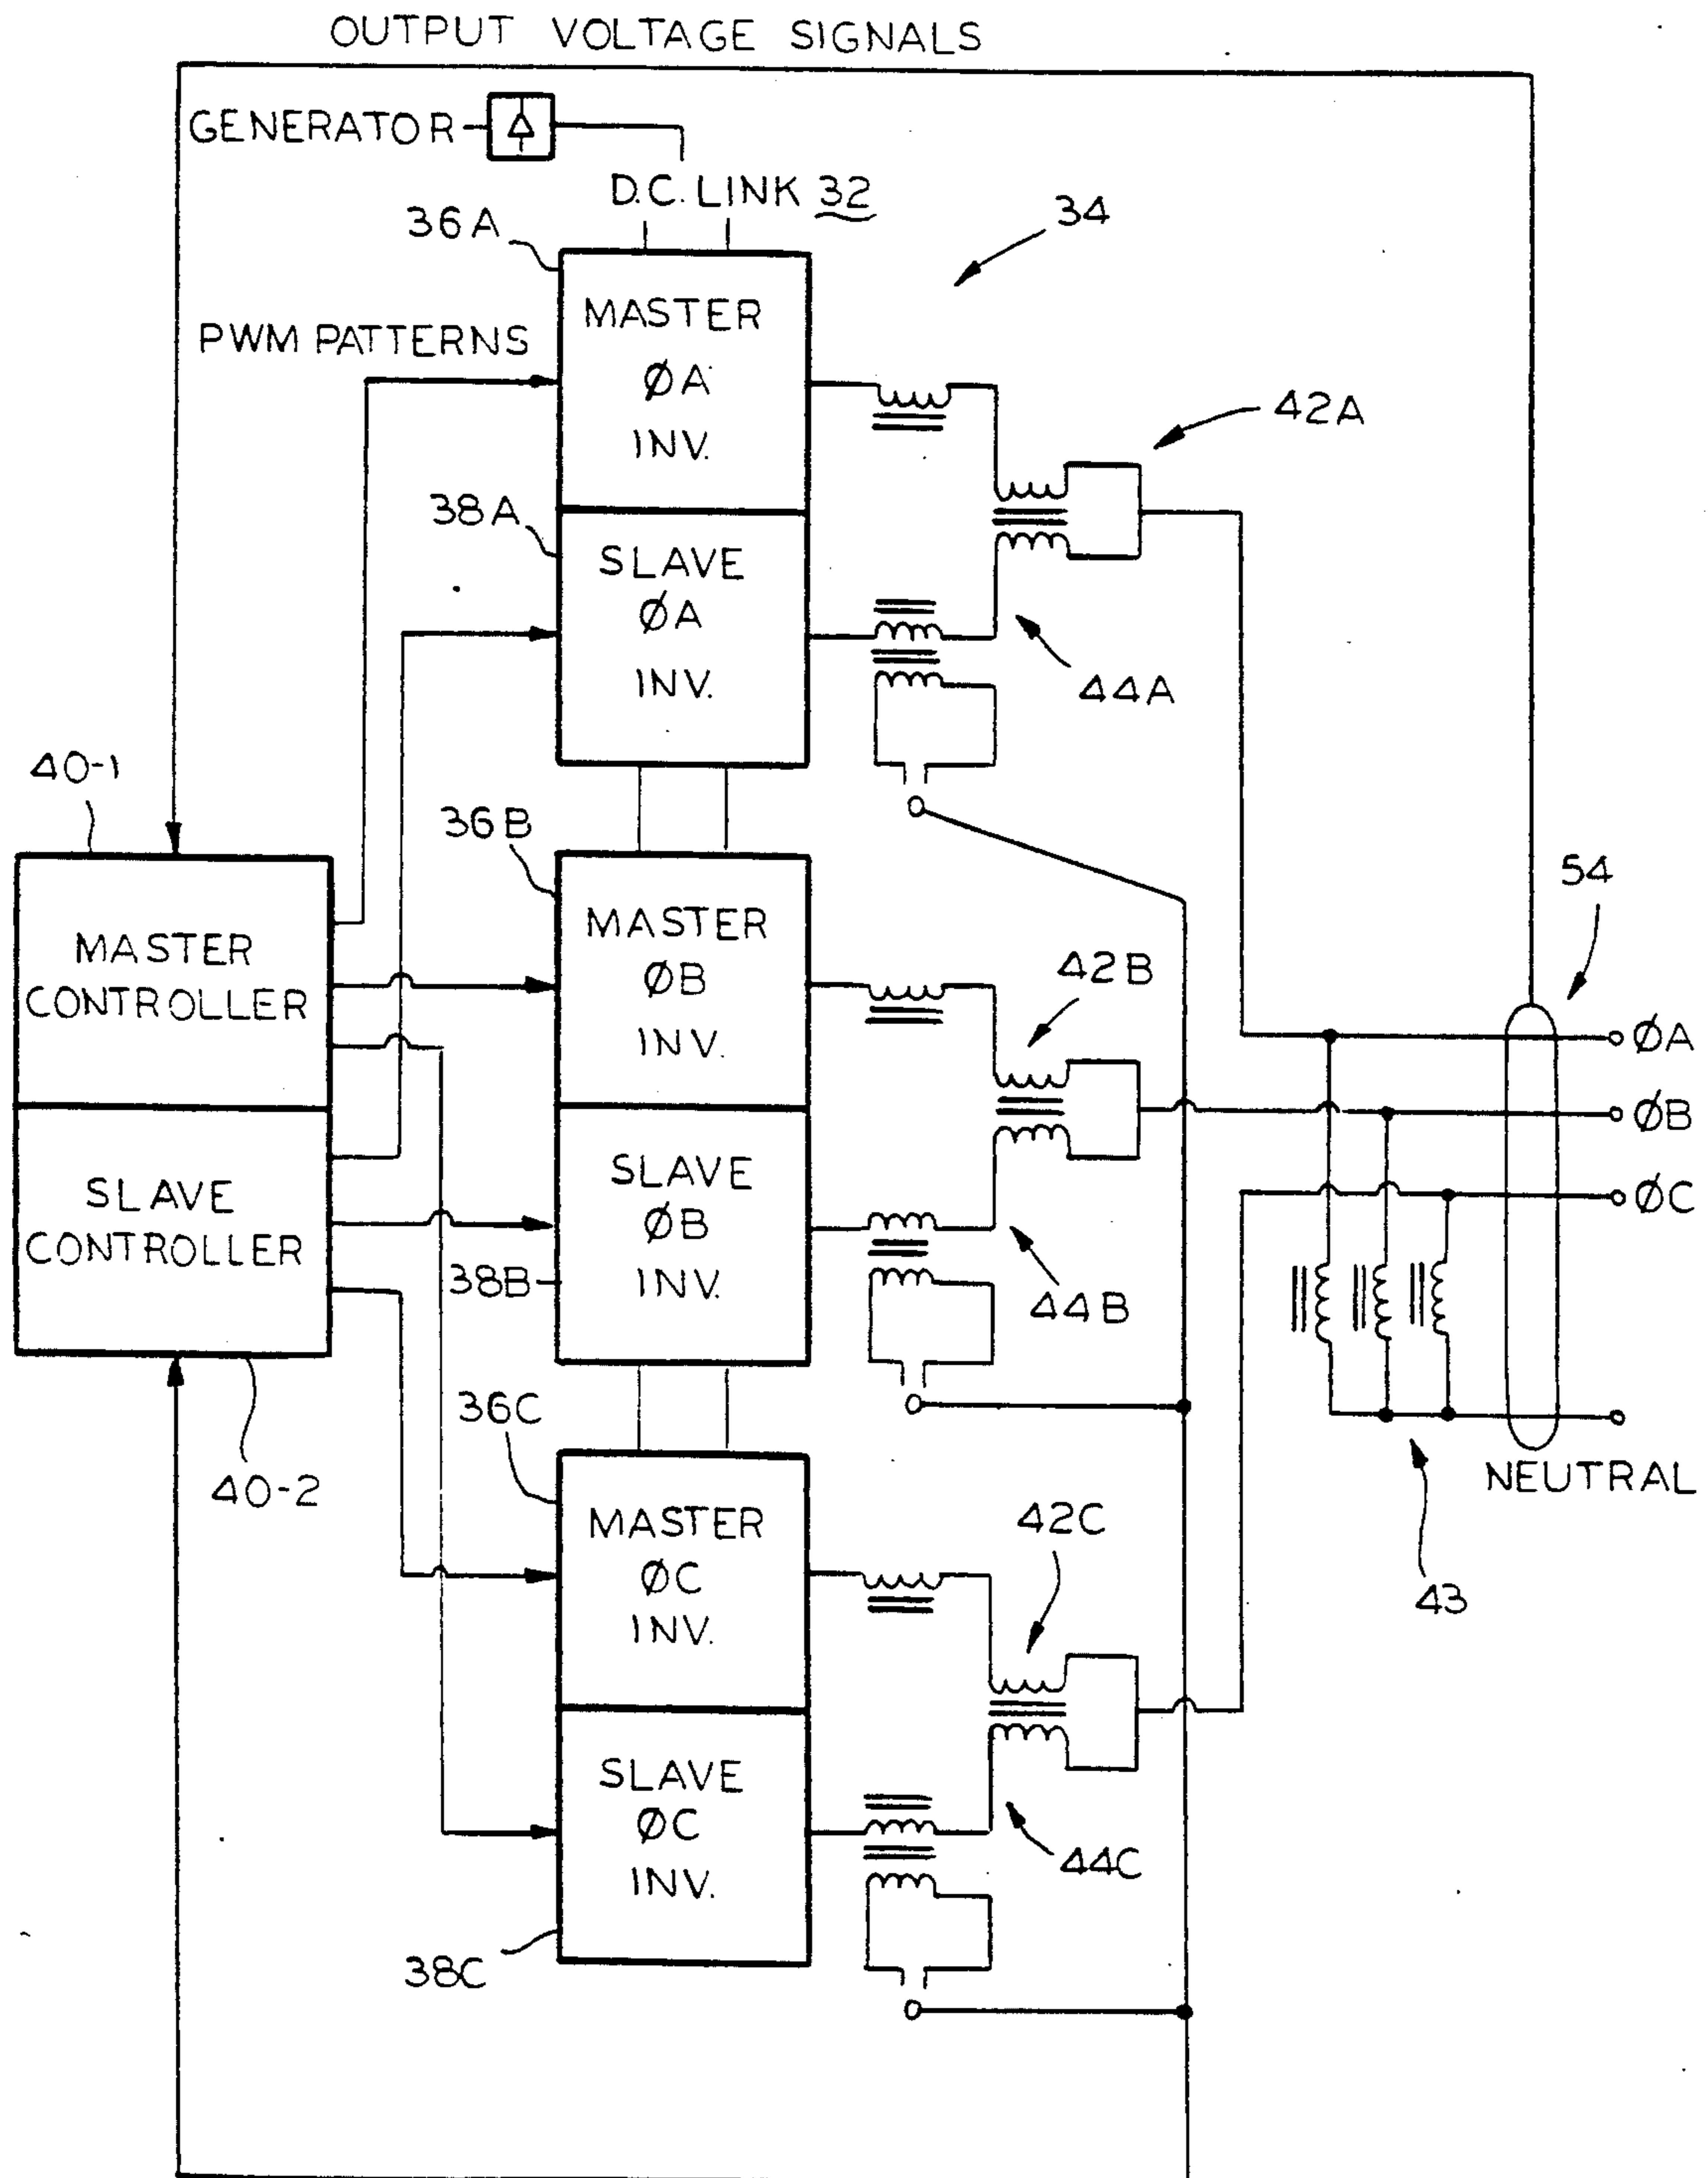 OUTPUT VOLTAGE SIGNALS
GENERATOR
D.C. LINK 32
36A
34
PWM PATTERNS
MASTER
ØA
INV.
42A
38A
SLAVE
ØA
INV.
44A
40-1
36B
54
MASTER
CONTROLLER
MASTER
ØB
INV.
42B
ØA
ØB
ØC
SLAVE
CONTROLLER
SLAVE
ØB
INV.
38B
44B
40-2
36C
NEUTRAL
43
MASTER
ØC
INV.
42C
SLAVE
ØC
INV.
44C
38C